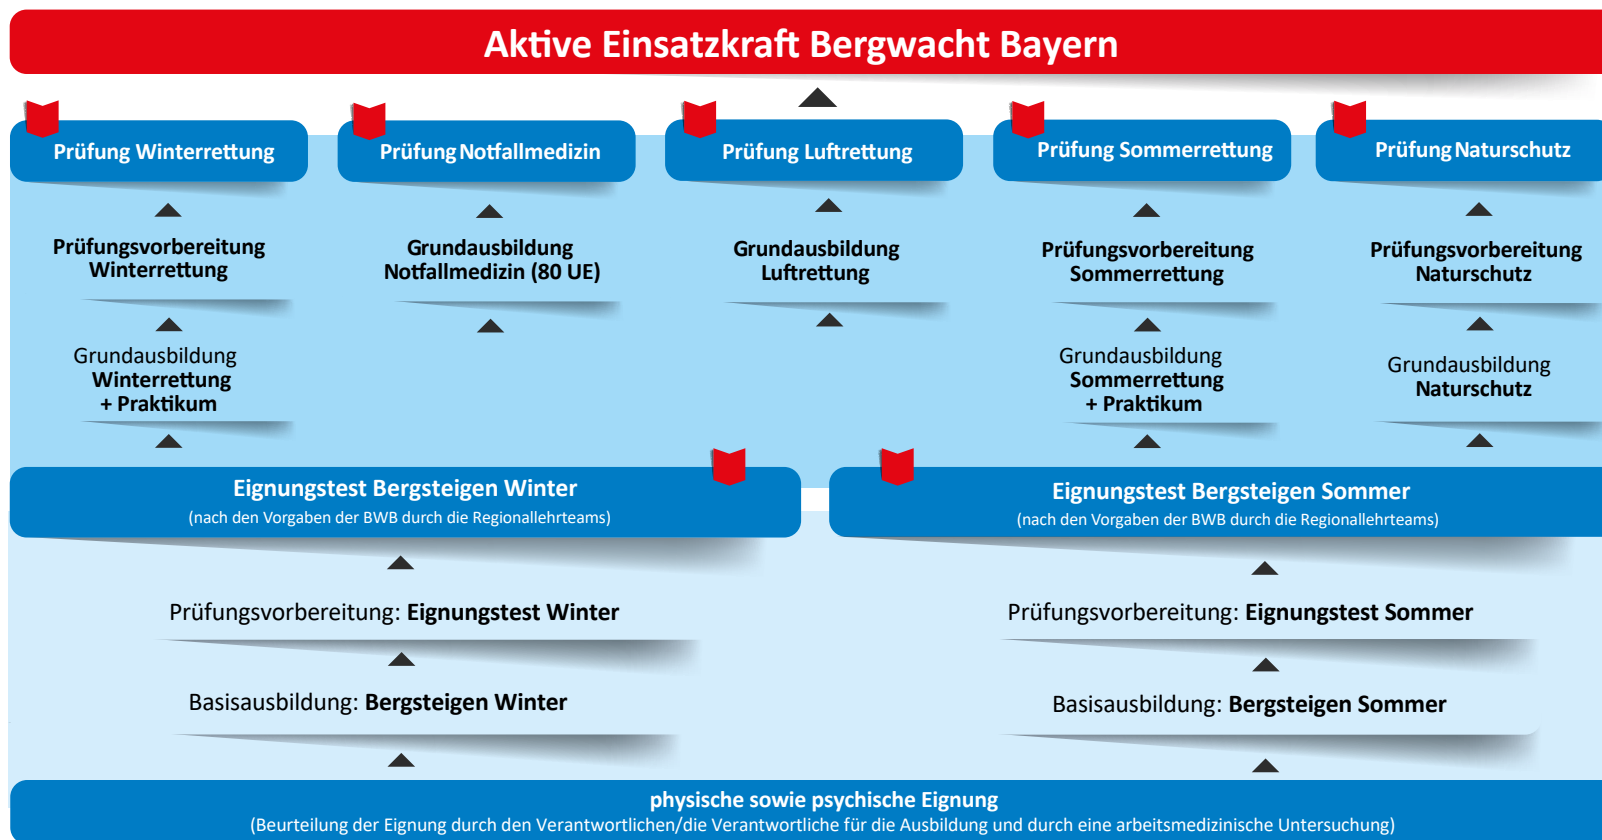 Aktive Einsatzkraft Bergwacht Bayern
Prüfung Winterrettung
Prüfung Notfallmedizin
Prüfung Luftrettung
Prüfung Sommerrettung
Prüfung Naturschutz
Prüfungsvorbereitung
Winterrettung
Grundausbildung
Notfallmedizin (80 UE)
Grundausbildung
Luftrettung
Prüfungsvorbereitung
Sommerrettung
Prüfungsvorbereitung
Naturschutz
Grundausbildung
Winterrettung
+ Praktikum
Grundausbildung
Sommerrettung
+ Praktikum
Grundausbildung
Naturschutz
Eignungstest Bergsteigen Winter
(nach den Vorgaben der BWB durch die Regionallehrteams)
Eignungstest Bergsteigen Sommer
(nach den Vorgaben der BWB durch die Regionallehrteams)
Prüfungsvorbereitung: Eignungstest Winter
Prüfungsvorbereitung: Eignungstest Sommer
Basisausbildung: Bergsteigen Winter
Basisausbildung: Bergsteigen Sommer
physische sowie psychische Eignung
(Beurteilung der Eignung durch den Verantwortlichen/die Verantwortliche für die Ausbildung und durch eine arbeitsmedizinische Untersuchung)